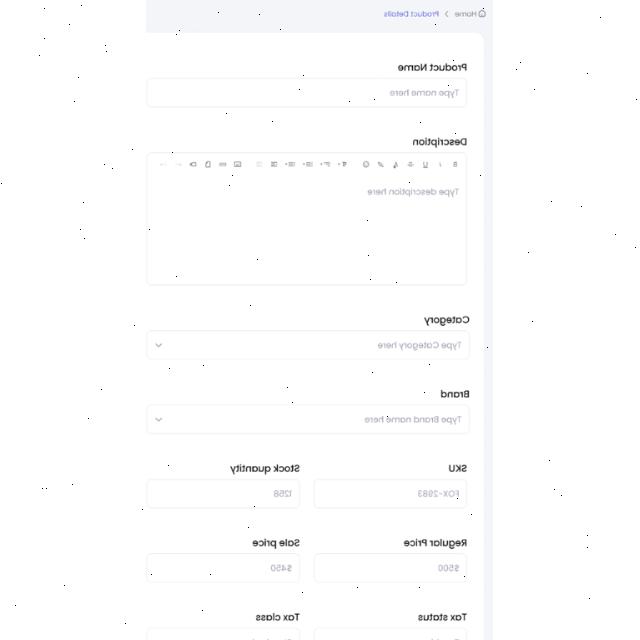 Home > Product Details
Product Name
Type name here
Description
B I U S
Type description here
Category
Type Category here
Brand
Type Brand name here
SKU Stock quantity
FOX-2983 1258
Regular Price Sale price
$500 $450
Tax status Tax class